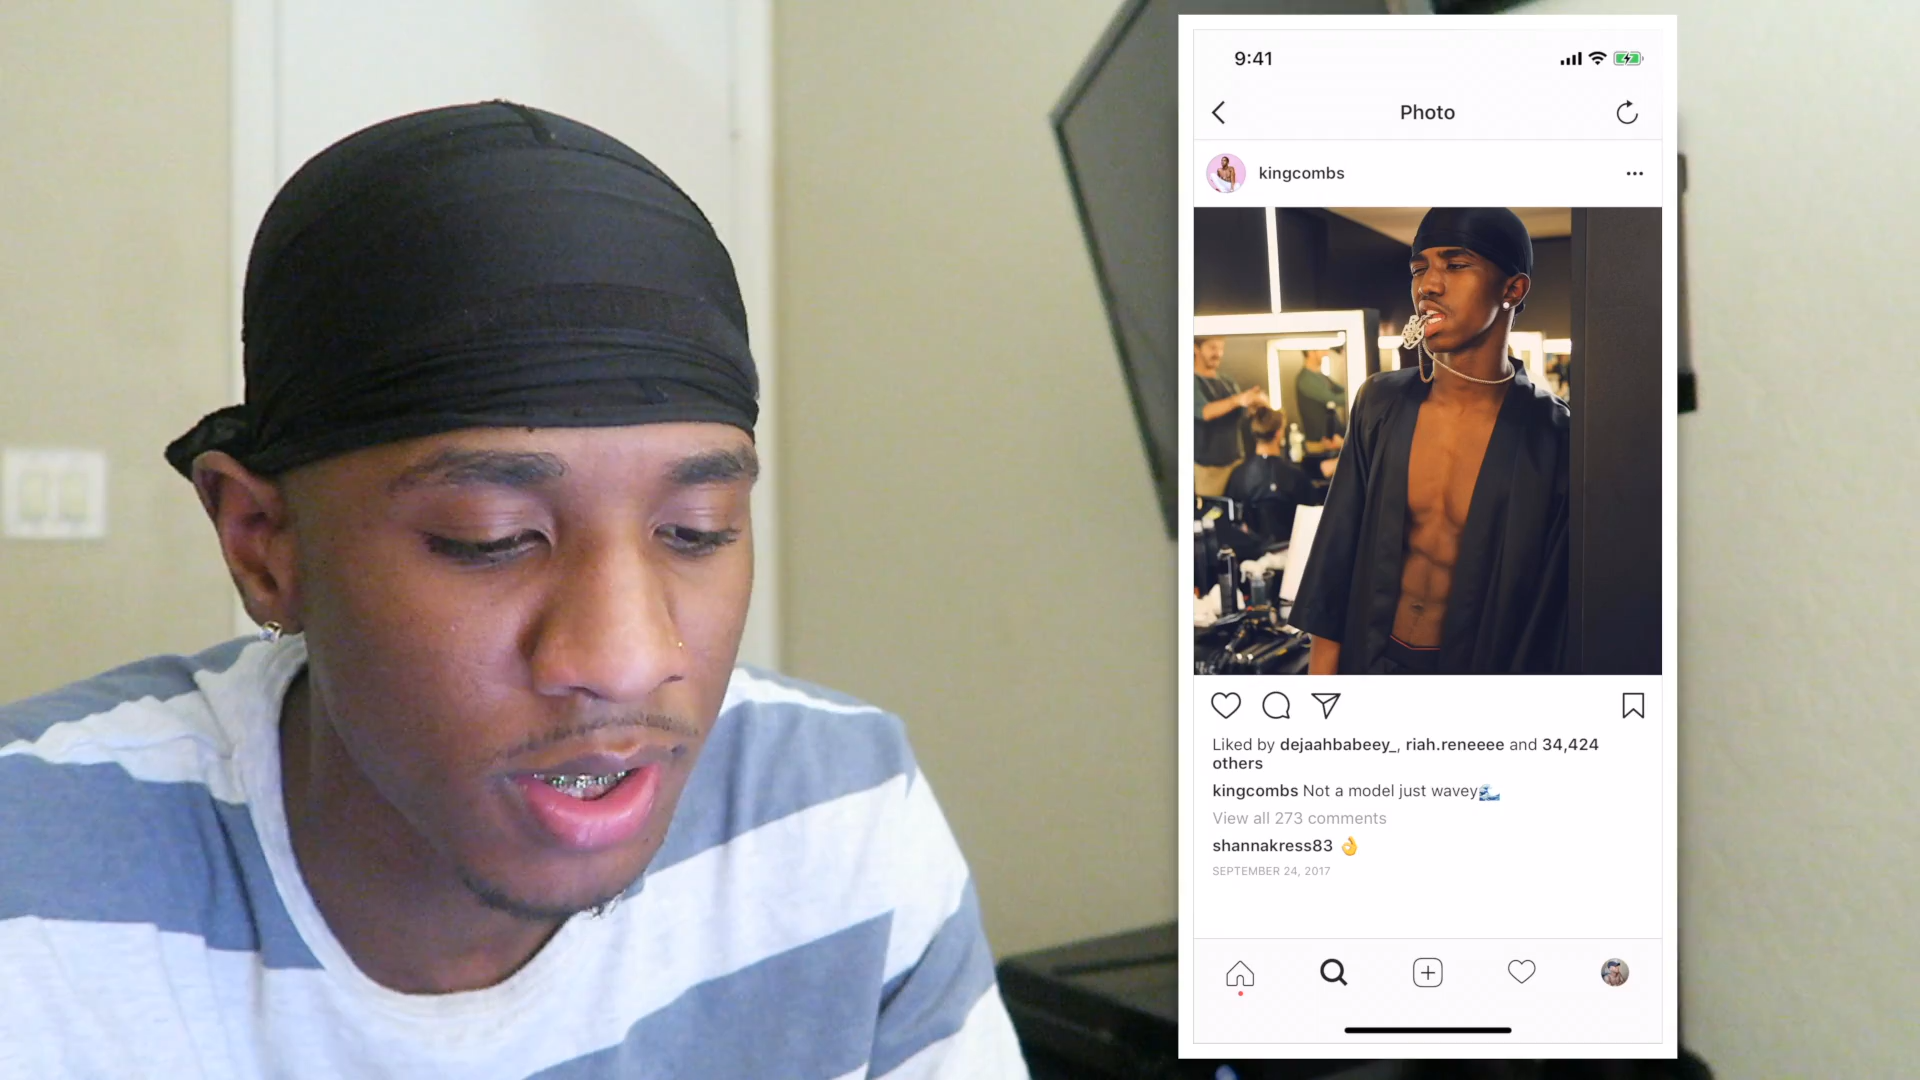 9:41
Photo
kingcombs
Liked by dejaahbabeey_, riah.reneeee and 34,424
others
kingcombs Not a model just wavey🌊
View all 273 comments
shannakress83 👌
SEPTEMBER 24, 2017